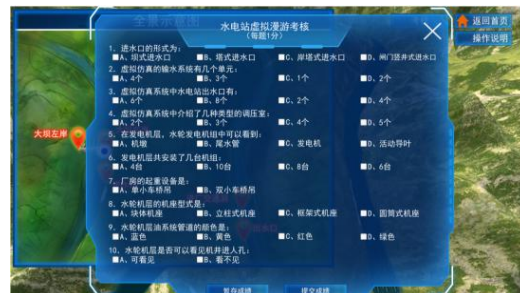 全景示意图
水电站虚拟漫游考核
(每题1分)
返回首页
操作说明
1、进水口的形式为：
■A、坝式进水口 ■B、塔式进水口 ■C、岸塔式进水口 ■D、闸门竖井式进水口
2、虚拟仿真的输水系统有几个单元：
■A、4个 ■B、3个 ■C、1个 ■D、2个
3、虚拟仿真系统中水电站出水口有：
■A、6个 ■B、8个 ■C、2个 ■D、4个
4、虚拟仿真系统中介绍了几种类型的调压室：
■A、2个 ■B、3个 ■C、4个 ■D、5个
5、在发电机层，水轮发电机组中可以看到：
■A、机墩 ■B、尾水管 ■C、发电机 ■D、活动导叶
大坝左岸
6、发电机层共安装了几台机组：
■A、4台 ■B、10台 ■C、8台 ■D、6台
7、厂房的起重设备是：
■A、单小车桥吊 ■B、双小车桥吊
8、水轮机层的机座型式是：
■A、块体机座 ■B、立柱式机座 ■C、框架式机座 ■D、圆筒式机座
9、水轮机层油系统管道的颜色是：
■A、蓝色 ■B、黄色 ■C、红色 ■D、绿色
10、水轮机层是否可以看见机井进人孔：
■A、可看见 ■B、看不见
暂存成绩 提交成绩